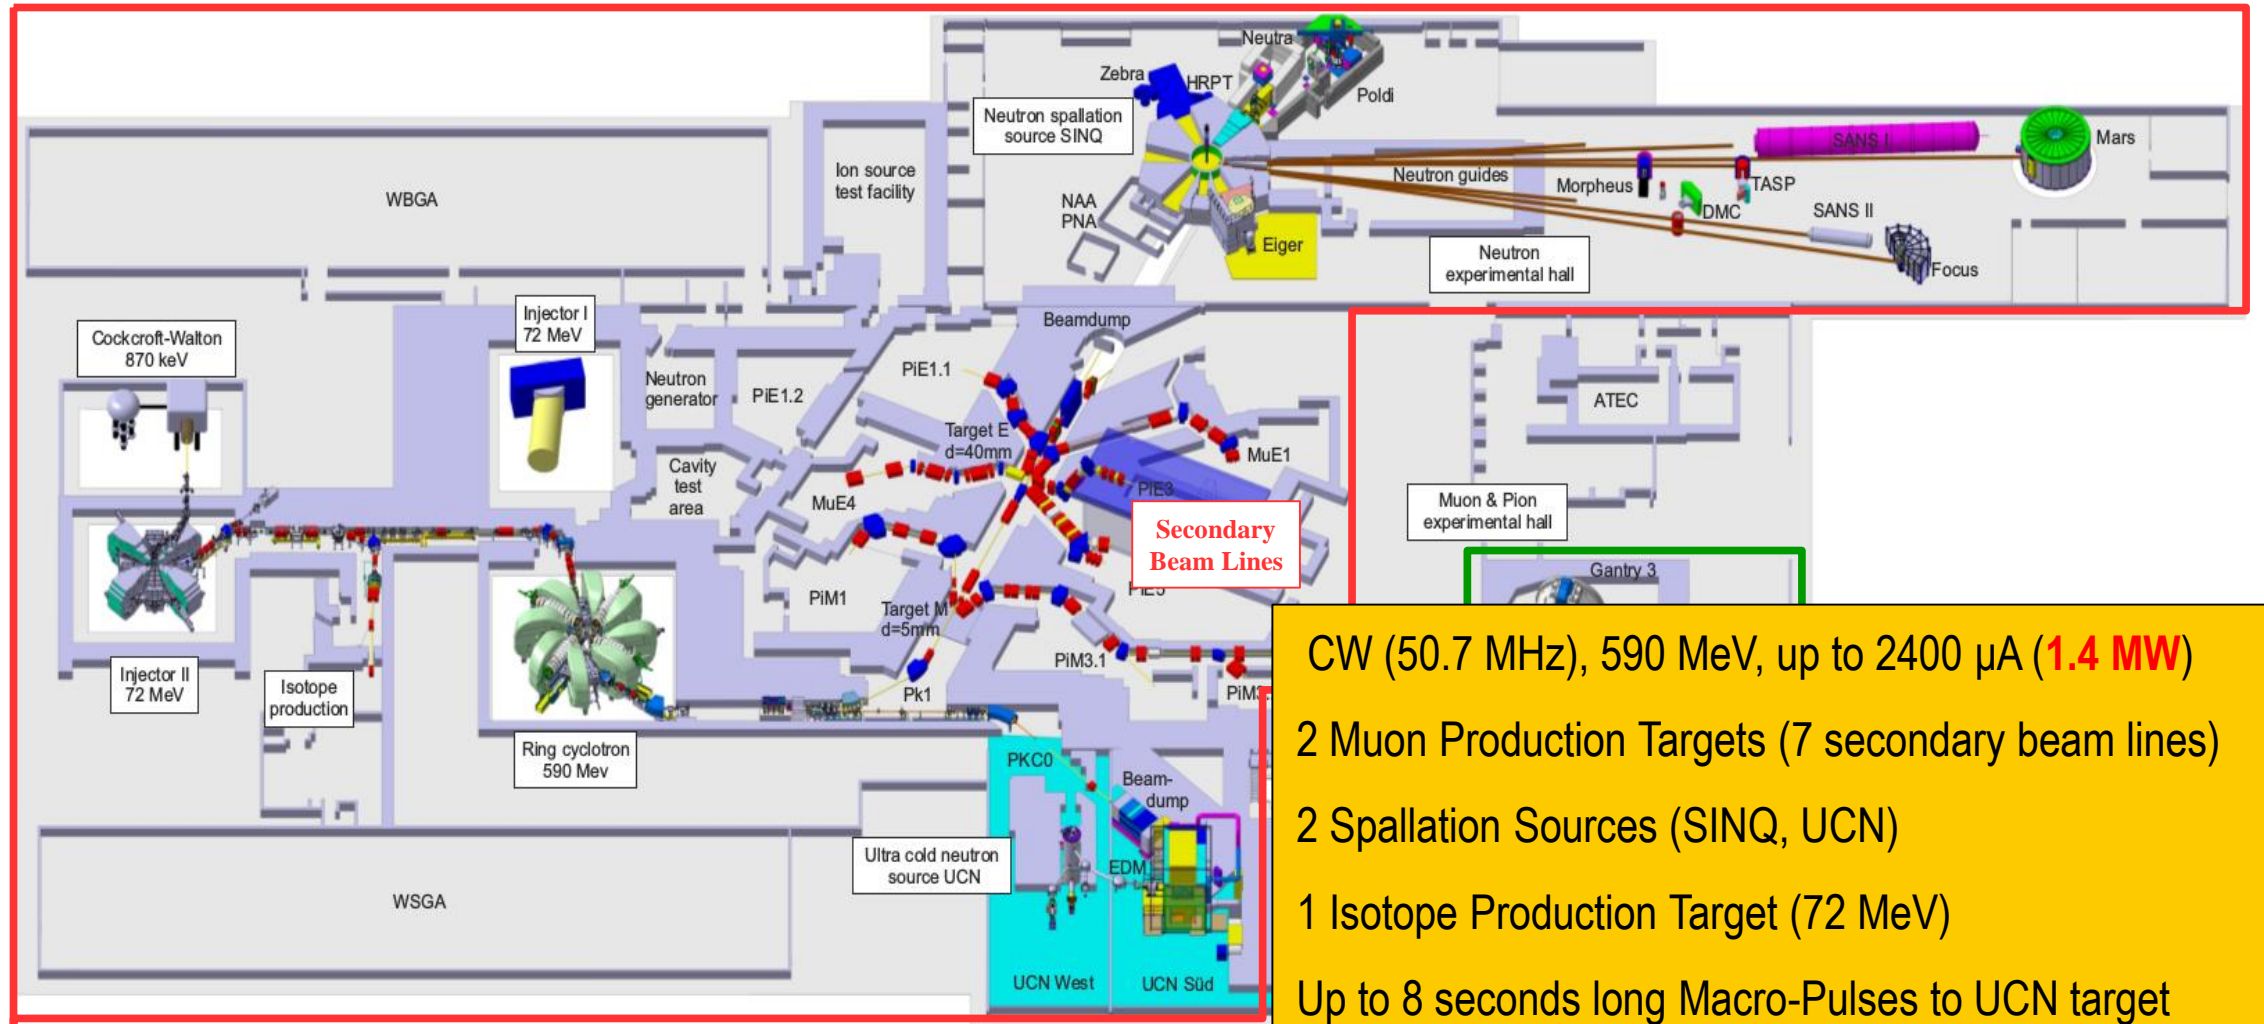 Neutra
Zebra
HRPT
Poldi
Neutron spallation
source SINQ
SANS I
Mars
Ion source
test facility
WBGA
NAA
PNA
Neutron guides
Morpheus
TASP
DMC
SANS II
Eiger
Neutron
experimental hall
Focus
Injector I
72 MeV
Cockcroft-Walton
870 keV
Beamdump
PiE1.1
Neutron
generator
PiE1.2
ATEC
Target E
d=40mm
MuE1
Cavity
test
area
MuE4
PiE3
Muon & Pion
experimental hall
Secondary
Beam Lines
Gantry 3
PiE5
PiM1
Target M
d=5mm
PiM3.1
Injector II
72 MeV
Isotope
production
Pk1
PiM3.
Ring cyclotron
590 Mev
PKC0
Beam-
dump
Ultra cold neutron
source UCN
EDM
WSGA
UCN West
UCN Süd
CW (50.7 MHz), 590 MeV, up to 2400 µA (1.4 MW)
2 Muon Production Targets (7 secondary beam lines)
2 Spallation Sources (SINQ, UCN)
1 Isotope Production Target (72 MeV)
Up to 8 seconds long Macro-Pulses to UCN target